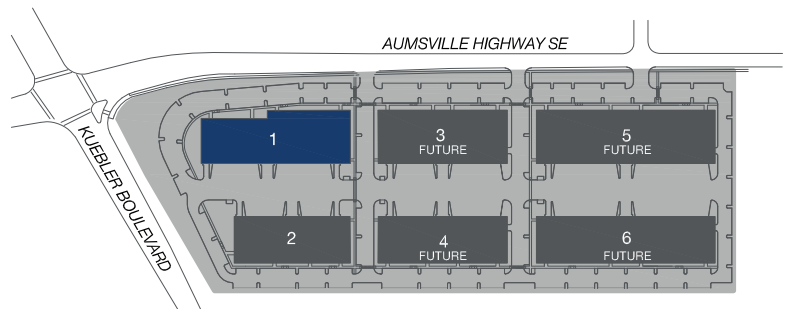 AUMSVILLE HIGHWAY SE
KUEBLER BOULEVARD
1
3
FUTURE
5
FUTURE
2
4
FUTURE
6
FUTURE